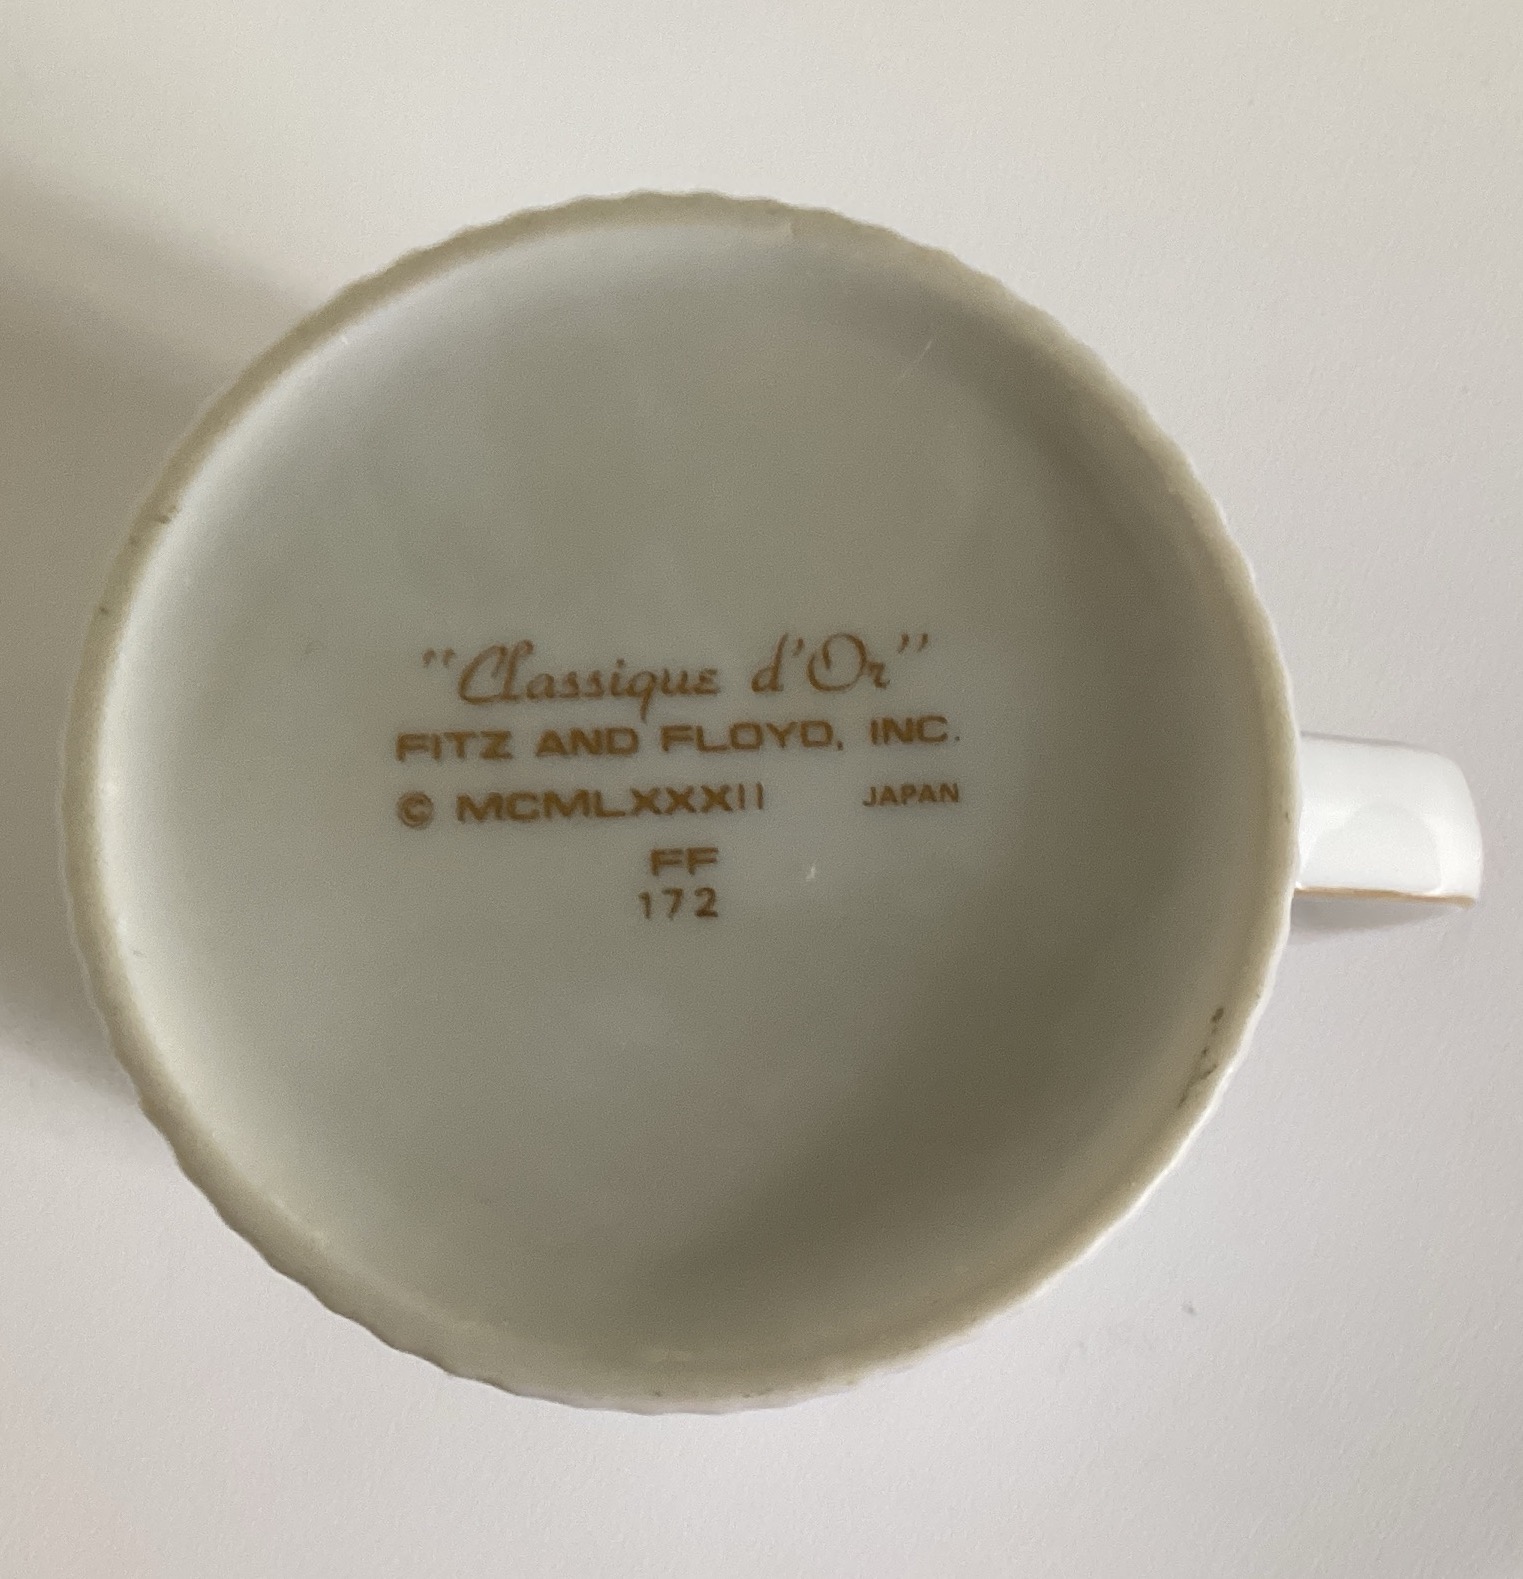 "Classique d'Or"
FITZ AND FLOYD, INC.
© MCMLXXXII JAPAN
FF
172